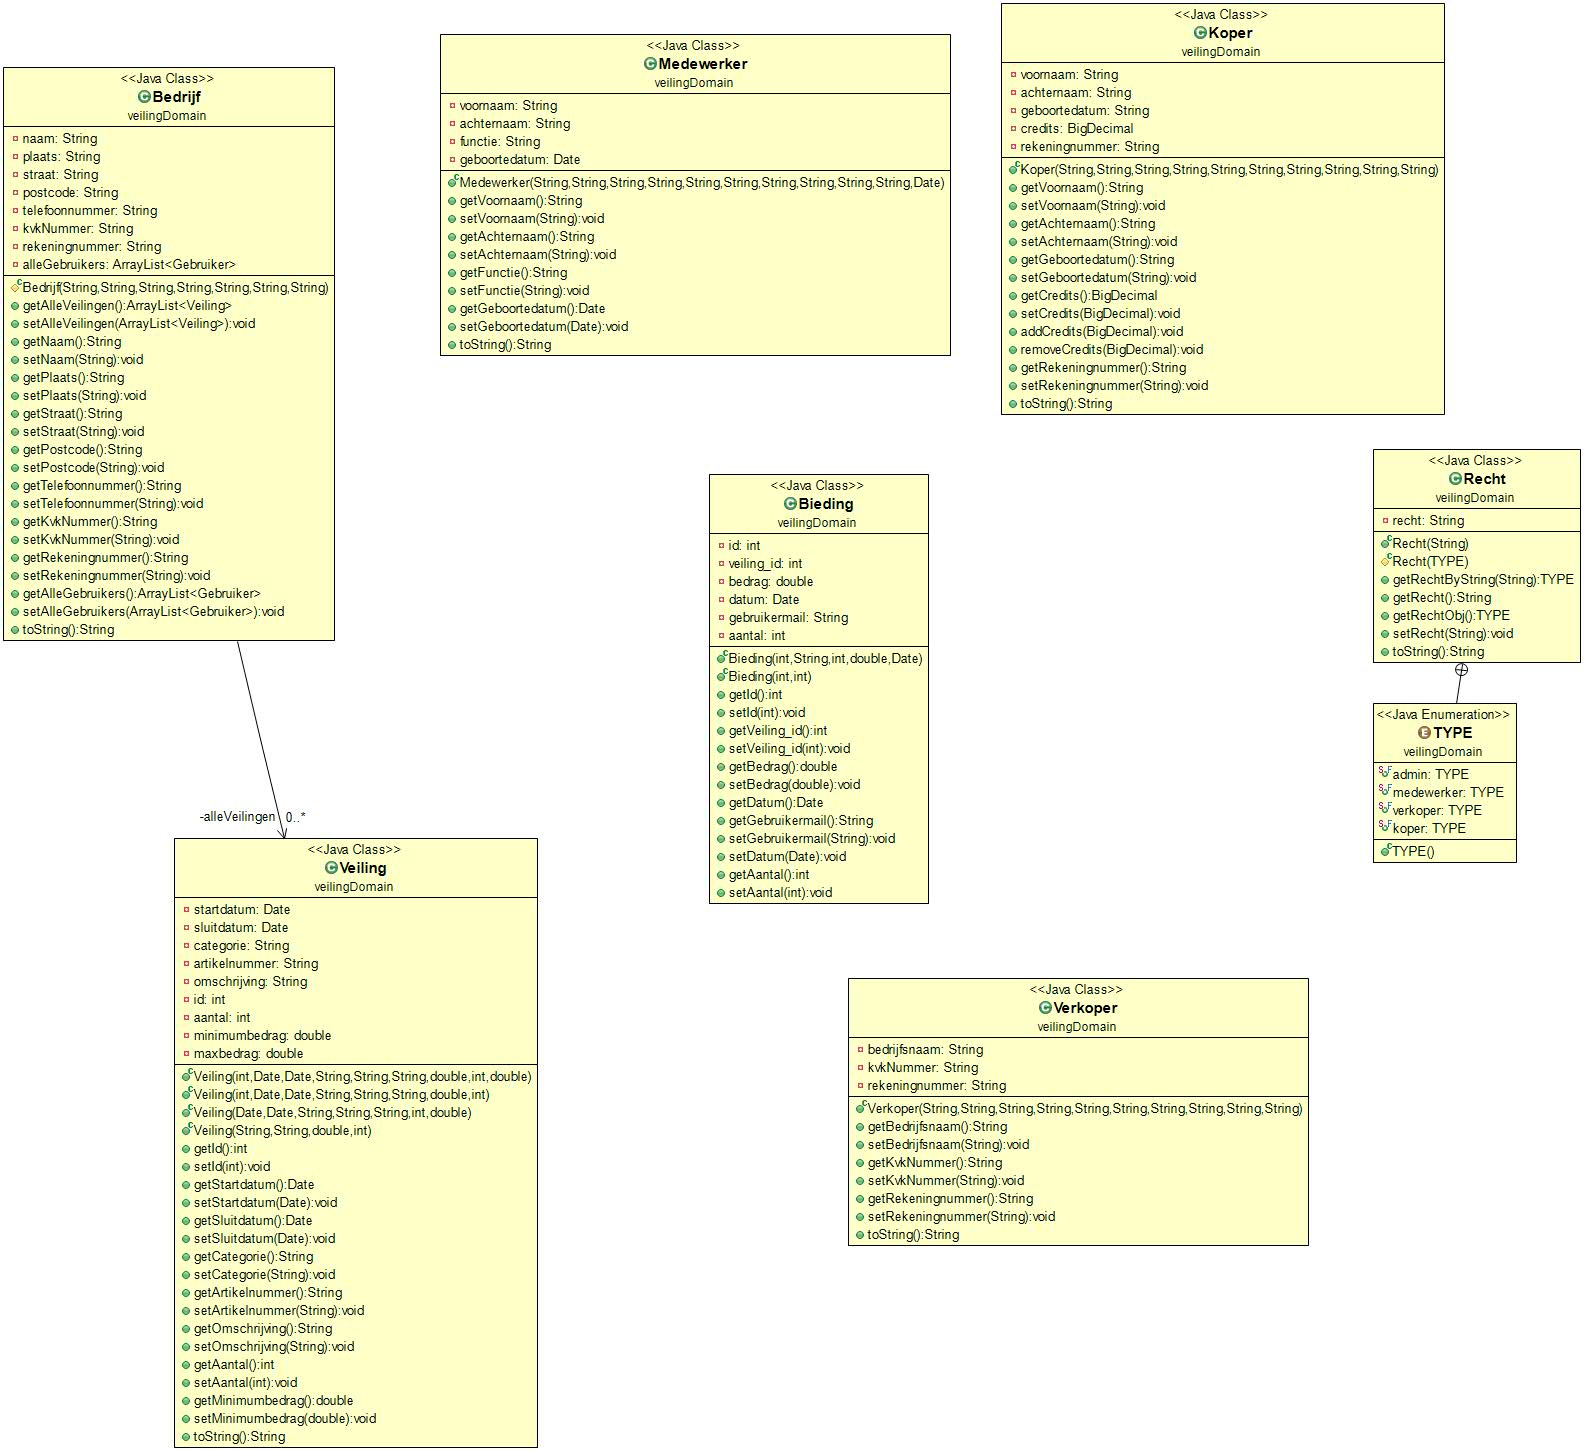 <<Java Class>>
Bedrijf
veilingDomain
naam: String
plaats: String
straat: String
postcode: String
telefoonnummer: String
kvkNummer: String
rekeningnummer: String
alleGebruikers: ArrayList<Gebruiker>
Bedrijf(String,String,String,String,String,String,String)
getAlleVeilingen():ArrayList<Veiling>
setAlleVeilingen(ArrayList<Veiling>):void
getNaam():String
setNaam(String):void
getPlaats():String
setPlaats(String):void
getStraat():String
setStraat(String):void
getPostcode():String
setPostcode(String):void
getTelefoonnummer():String
setTelefoonnummer(String):void
getKvkNummer():String
setKvkNummer(String):void
getRekeningnummer():String
setRekeningnummer(String):void
getAlleGebruikers():ArrayList<Gebruiker>
setAlleGebruikers(ArrayList<Gebruiker>):void
toString():String
<<Java Class>>
Medewerker
veilingDomain
voornaam: String
achternaam: String
functie: String
geboortedatum: Date
Medewerker(String,String,String,String,String,String,String,String,String,String,Date)
getVoornaam():String
setVoornaam(String):void
getAchternaam():String
setAchternaam(String):void
getFunctie():String
setFunctie(String):void
getGeboortedatum():Date
setGeboortedatum(Date):void
toString():String
<<Java Class>>
Koper
veilingDomain
voornaam: String
achternaam: String
geboortedatum: String
credits: BigDecimal
rekeningnummer: String
Koper(String,String,String,String,String,String,String,String,String,String)
getVoornaam():String
setVoornaam(String):void
getAchternaam():String
setAchternaam(String):void
getGeboortedatum():String
setGeboortedatum(String):void
getCredits():BigDecimal
setCredits(BigDecimal):void
addCredits(BigDecimal):void
removeCredits(BigDecimal):void
getRekeningnummer():String
setRekeningnummer(String):void
toString():String
<<Java Class>>
Bieding
veilingDomain
id: int
veiling_id: int
bedrag: double
datum: Date
gebruikermail: String
aantal: int
Bieding(int,String,int,double,Date)
Bieding(int,int)
getId():int
setId(int):void
getVeiling_id():int
setVeiling_id(int):void
getBedrag():double
setBedrag(double):void
getDatum():Date
getGebruikermail():String
setGebruikermail(String):void
setDatum(Date):void
getAantal():int
setAantal(int):void
<<Java Class>>
Recht
veilingDomain
recht: String
Recht(String)
Recht(TYPE)
getRechtByString(String):TYPE
getRecht():String
getRechtObj():TYPE
setRecht(String):void
toString():String
<<Java Enumeration>>
TYPE
veilingDomain
admin: TYPE
medewerker: TYPE
verkoper: TYPE
koper: TYPE
TYPE()
-alleVeilingen 0..*
<<Java Class>>
Veiling
veilingDomain
startdatum: Date
sluitdatum: Date
categorie: String
artikelnummer: String
omschrijving: String
id: int
aantal: int
minimumbedrag: double
maxbedrag: double
Veiling(int,Date,Date,String,String,String,double,int,double)
Veiling(int,Date,Date,String,String,String,double,int)
Veiling(Date,Date,String,String,String,int,double)
Veiling(String,String,double,int)
getId():int
setId(int):void
getStartdatum():Date
setStartdatum(Date):void
getSluitdatum():Date
setSluitdatum(Date):void
getCategorie():String
setCategorie(String):void
getArtikelnummer():String
setArtikelnummer(String):void
getOmschrijving():String
setOmschrijving(String):void
getAantal():int
setAantal(int):void
getMinimumbedrag():double
setMinimumbedrag(double):void
toString():String
<<Java Class>>
Verkoper
veilingDomain
bedrijfsnaam: String
kvkNummer: String
rekeningnummer: String
Verkoper(String,String,String,String,String,String,String,String,String,String)
getBedrijfsnaam():String
setBedrijfsnaam(String):void
getKvkNummer():String
setKvkNummer(String):void
getRekeningnummer():String
setRekeningnummer(String):void
toString():String